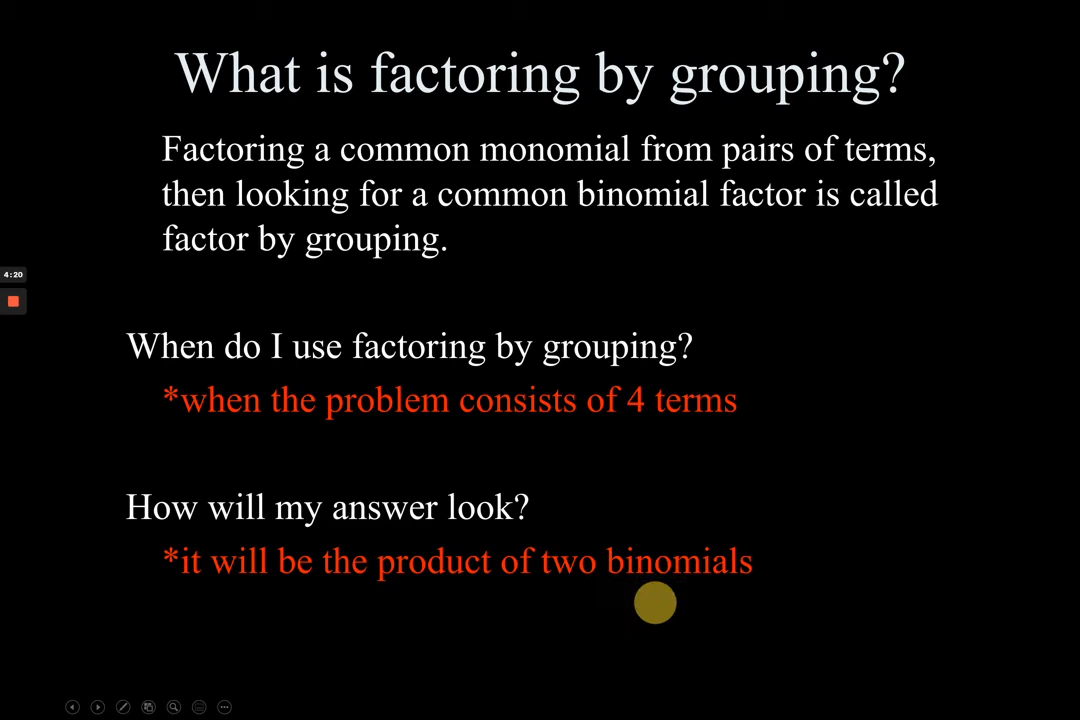 What is factoring by grouping?
Factoring a common monomial from pairs of terms,
then looking for a common binomial factor is called
factor by grouping.
4:20
When do I use factoring by grouping?
*when the problem consists of 4 terms
How will my answer look?
*it will be the product of two binomials